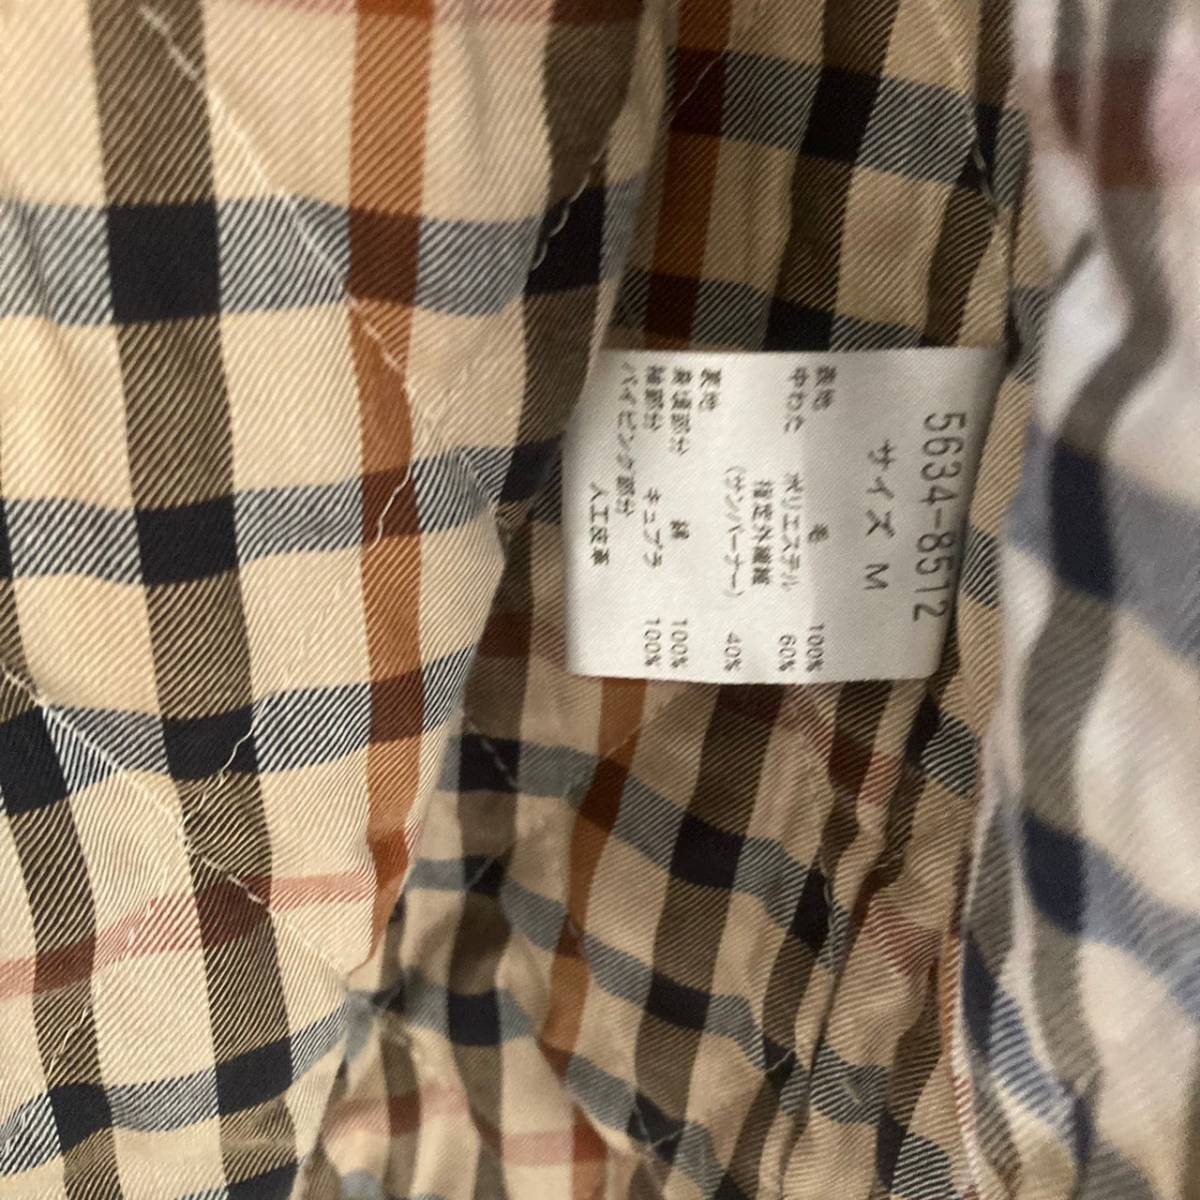 5634-8512
サイズ M
表地 毛 100%
中わた ポリエステル 60%
指定外繊維
(サンバーナー) 40%
裏地
身頃部分 綿 100%
袖部分 キュプラ 100%
パイピング部分
人工皮革